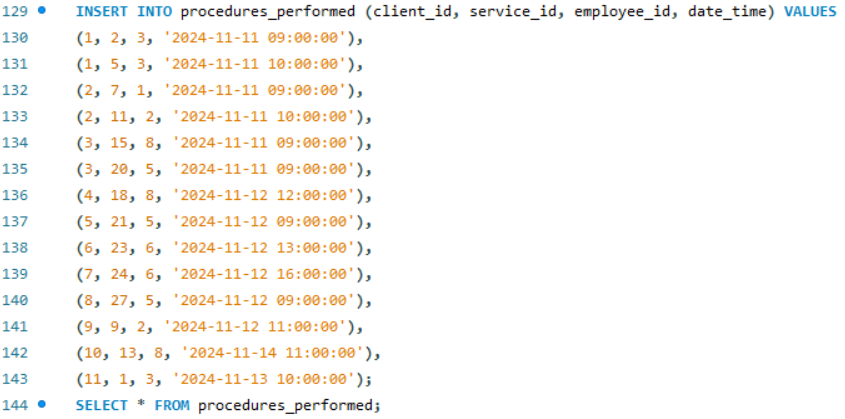 129 INSERT INTO procedures_performed (client_id, service_id, employee_id, date_time) VALUES
130 (1, 2, 3, '2024-11-11 09:00:00'),
131 (1, 5, 3, '2024-11-11 10:00:00'),
132 (2, 7, 1, '2024-11-11 09:00:00'),
133 (2, 11, 2, '2024-11-11 10:00:00'),
134 (3, 15, 8, '2024-11-11 09:00:00'),
135 (3, 20, 5, '2024-11-11 09:00:00'),
136 (4, 18, 8, '2024-11-12 12:00:00'),
137 (5, 21, 5, '2024-11-12 09:00:00'),
138 (6, 23, 6, '2024-11-12 13:00:00'),
139 (7, 24, 6, '2024-11-12 16:00:00'),
140 (8, 27, 5, '2024-11-12 09:00:00'),
141 (9, 9, 2, '2024-11-12 11:00:00'),
142 (10, 13, 8, '2024-11-14 11:00:00'),
143 (11, 1, 3, '2024-11-13 10:00:00');
144 SELECT * FROM procedures_performed;